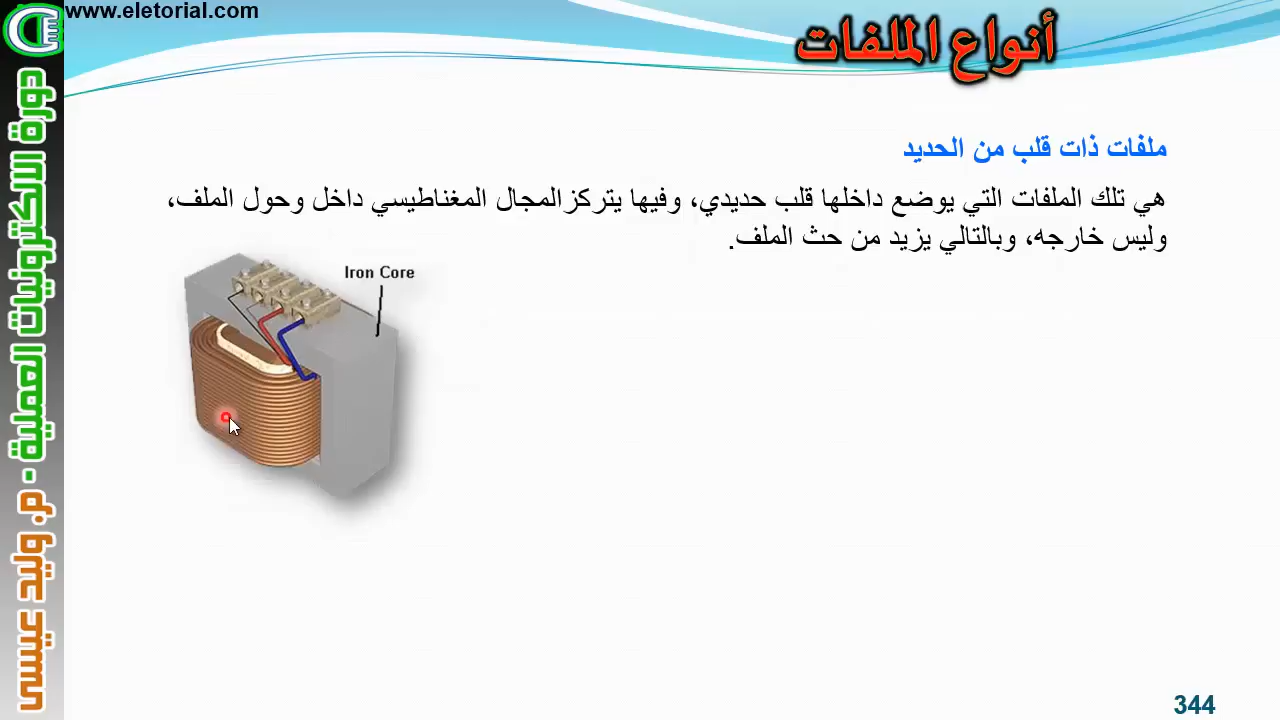 www.eletorial.com
أنواع الملفات
ملفات ذات قلب من الحديد
هي تلك الملفات التي يوضع داخلها قلب حديدي، وفيها يتركزالمجال المغناطيسي داخل وحول الملف،
وليس خارجه، وبالتالي يزيد من حث الملف.
Iron Core
دورة الالكترونيات العملية - م. وليد عيسى
344